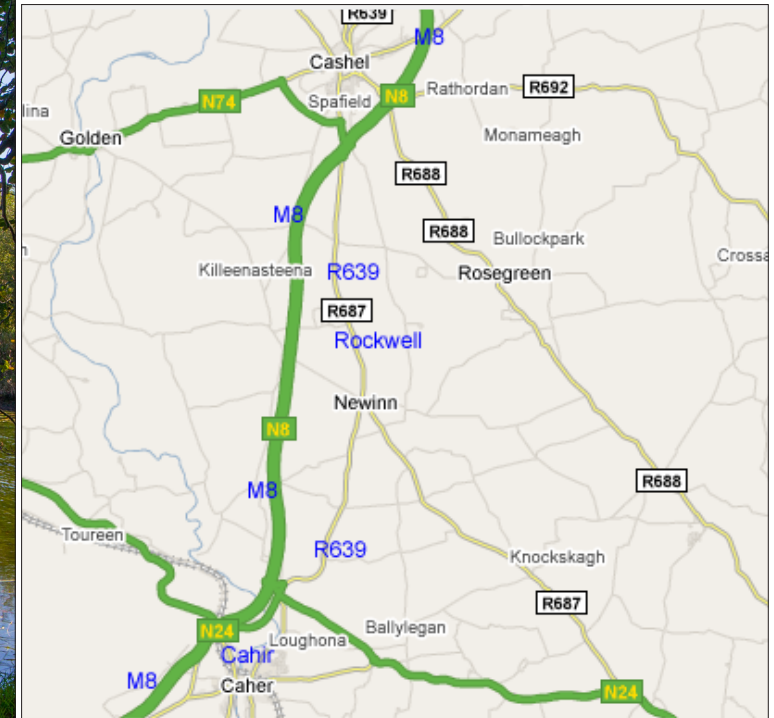 R639
M8
Cashel
N74
Spafield
N8
Rathordan
R692
lina
Golden
Monameagh
R688
M8
R688
Bullockpark
Crossa
n
Killeenasteena
R639
Rosegreen
R687
Rockwell
Newinn
N8
M8
R688
Toureen
R639
Knockskagh
R687
N24
Loughona
Ballylegan
Cahir
M8
Caher
N24